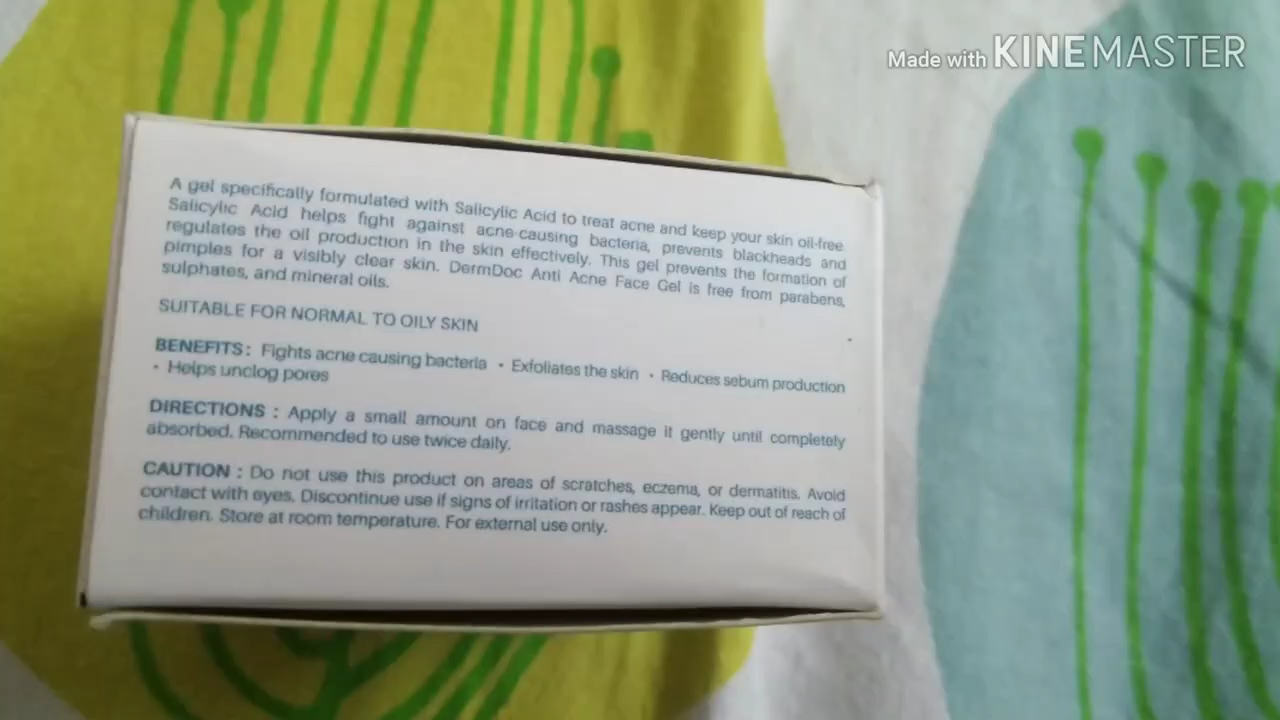 Made with KINEMASTER
A gel specifically formulated with Salicylic Acid to treat acne and keep your skin oil-free
Salicylic Acid helps fight against acne-causing bacteria, prevents blackheads and
regulates the oil production in the skin effectively. This gel prevents the formation of
pimples for a visibly clear skin. DermDoc Anti Acne Face Gel is free from parabens,
sulphates, and mineral oils.
SUITABLE FOR NORMAL TO OILY SKIN
BENEFITS : Fights acne causing bacteria • Exfoliates the skin • Reduces sebum production
• Helps unclog pores
DIRECTIONS : Apply a small amount on face and massage it gently until completely
absorbed. Recommended to use twice daily.
CAUTION : Do not use this product on areas of scratches, eczema, or dermatitis. Avoid
contact with eyes. Discontinue use if signs of irritation or rashes appear. Keep out of reach of
children. Store at room temperature. For external use only.